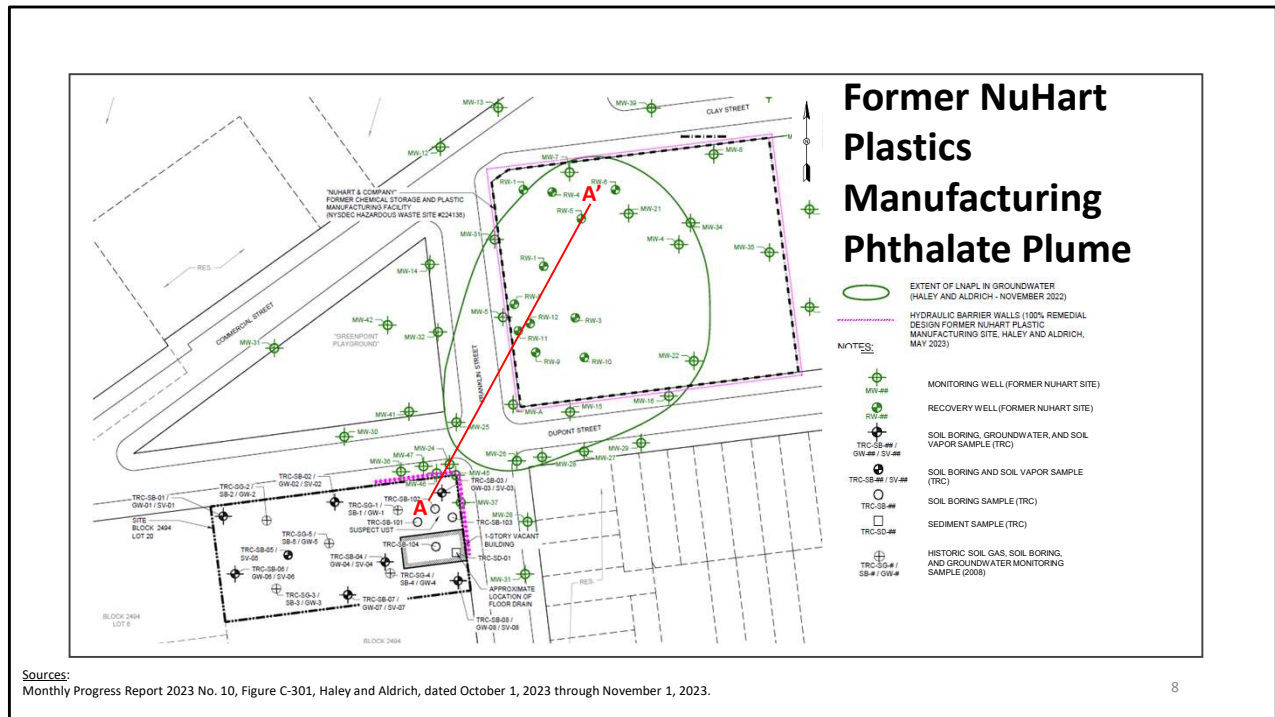 Former NuHart
Plastics
Manufacturing
Phthalate Plume
EXTENT OF LNAPL IN GROUNDWATER
(HALEY AND ALDRICH - NOVEMBER 2022)
HYDRAULIC BARRIER WALLS (100% REMEDIAL
DESIGN FORMER NUHART PLASTIC
MANUFACTURING SITE, HALEY AND ALDRICH,
MAY 2023)
NOTES:
MW-##
MONITORING WELL (FORMER NUHART SITE)
RW-##
RECOVERY WELL (FORMER NUHART SITE)
TRC-SB-## /
GW-## / SV-##
SOIL BORING, GROUNDWATER, AND SOIL
VAPOR SAMPLE (TRC)
TRC-SB-## / SV-##
SOIL BORING AND SOIL VAPOR SAMPLE
(TRC)
TRC-SB-##
SOIL BORING SAMPLE (TRC)
TRC-SD-##
SEDIMENT SAMPLE (TRC)
TRC-SG-# /
SB-# / GW-#
HISTORIC SOIL GAS, SOIL BORING,
AND GROUNDWATER MONITORING
SAMPLE (2008)
MW-13
MW-39
CLAY STREET
MW-12
MW-7
MW-8
"NUHART & COMPANY"
FORMER CHEMICAL STORAGE AND PLASTIC
MANUFACTURING FACILITY
(NYSDEC HAZARDOUS WASTE SITE #224136)
RW-1
RW-4
RW-6
A'
RW-5
MW-21
MW-34
MW-31
MW-4
MW-35
RES.
MW-14
RW-1
COMMERCIAL STREET
MW-42
MW-32
MW-5
RW-12
RW-3
RW-11
"GREENPOINT
PLAYGROUND"
MW-31
FRANKLIN STREET
RW-9
RW-10
MW-22
MW-41
MW-A
MW-15
MW-16
MW-30
MW-25
DUPONT STREET
MW-24
MW-47
MW-36
MW-26
MW-28
MW-27
MW-29
MW-45
MW-46
TRC-SB-02 /
GW-02 / SV-02
TRC-SG-2 /
SB-2 / GW-2
TRC-SB-01 /
GW-01 / SV-01
TRC-SB-03 /
GW-03 / SV-03
TRC-SB-102
A
MW-37
TRC-SG-1 /
SB-1 / GW-1
SITE
BLOCK 2494
LOT 20
TRC-SB-101
SUSPECT UST
TRC-SB-103
MW-26
TRC-SG-5 /
SB-5 / GW-5
1-STORY VACANT
BUILDING
TRC-SB-104
TRC-SB-05 /
SV-05
TRC-SB-04 /
GW-04 / SV-04
TRC-SD-01
TRC-SB-06 /
GW-06 / SV-06
TRC-SG-4 /
SB-4 / GW-4
MW-31
TRC-SG-3 /
SB-3 / GW-3
APPROXIMATE
LOCATION OF
FLOOR DRAIN
RES.
TRC-SB-07 /
GW-07 / SV-07
BLOCK 2494
LOT 6
TRC-SB-08 /
GW-08 / SV-08
BLOCK 2494
Sources:
Monthly Progress Report 2023 No. 10, Figure C-301, Haley and Aldrich, dated October 1, 2023 through November 1, 2023.
8